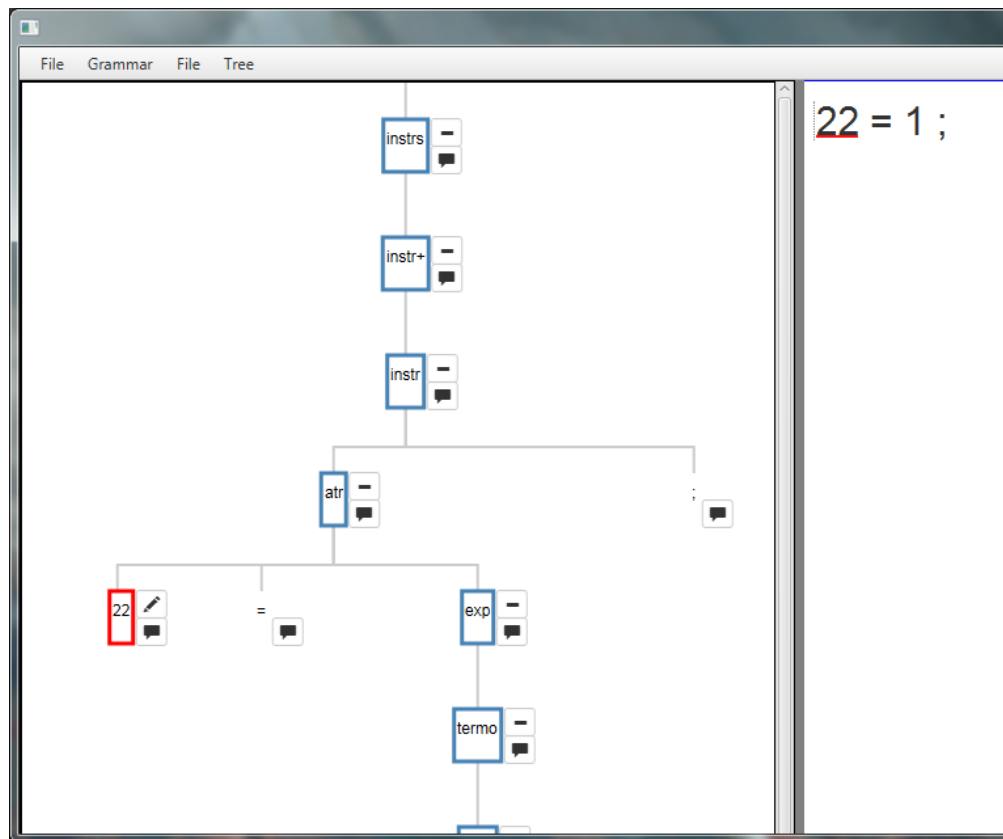 File Grammar File Tree
instrs
22 = 1 ;
instr+
instr
atr
;
22
=
exp
termo